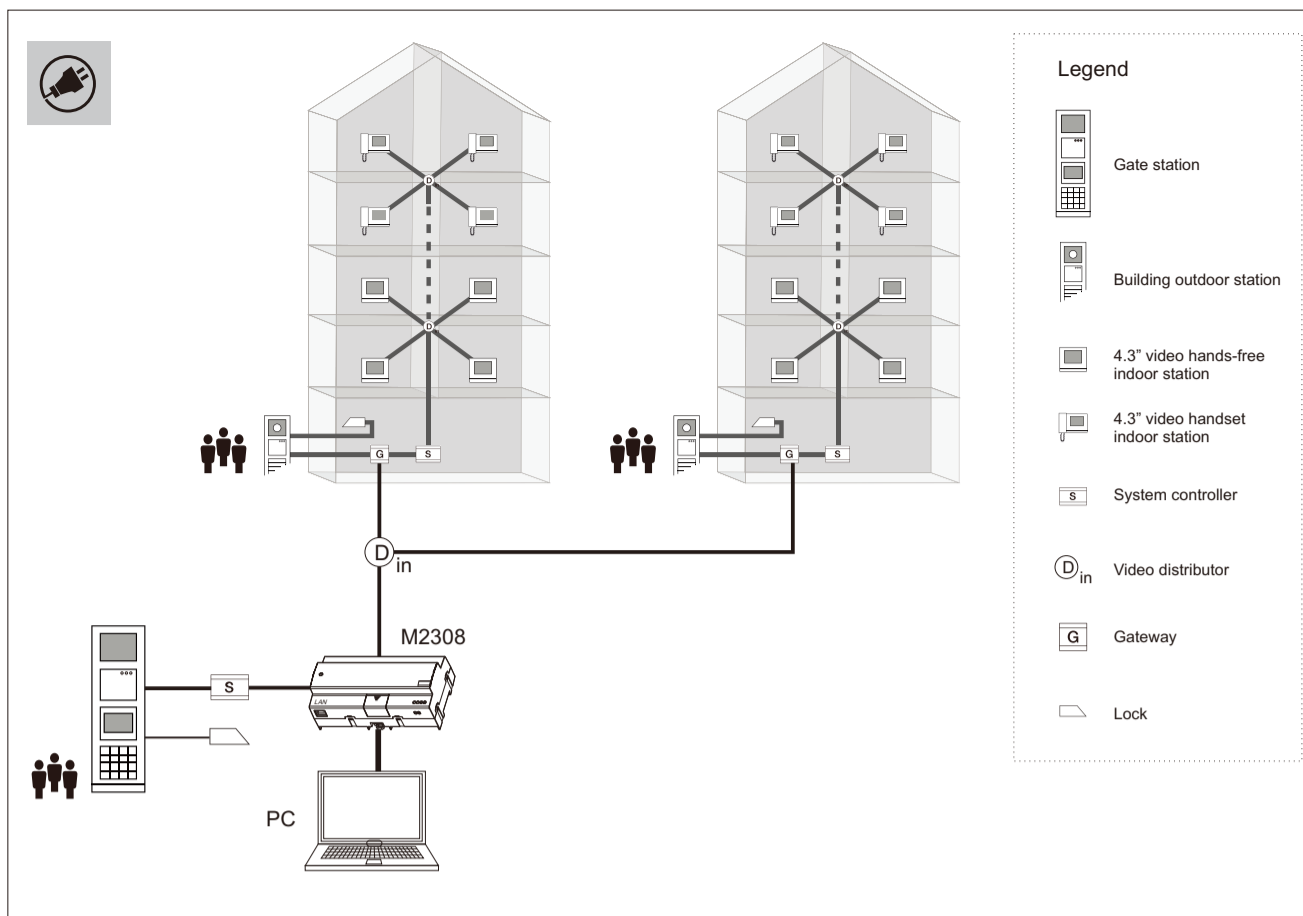 D
D
D
D
G
S
G
S
D
in
M2308
LAN
S
PC
Legend
Gate station
Building outdoor station
4.3” video hands-free
indoor station
4.3” video handset
indoor station
S
System controller
D in
Video distributor
G
Gateway
Lock